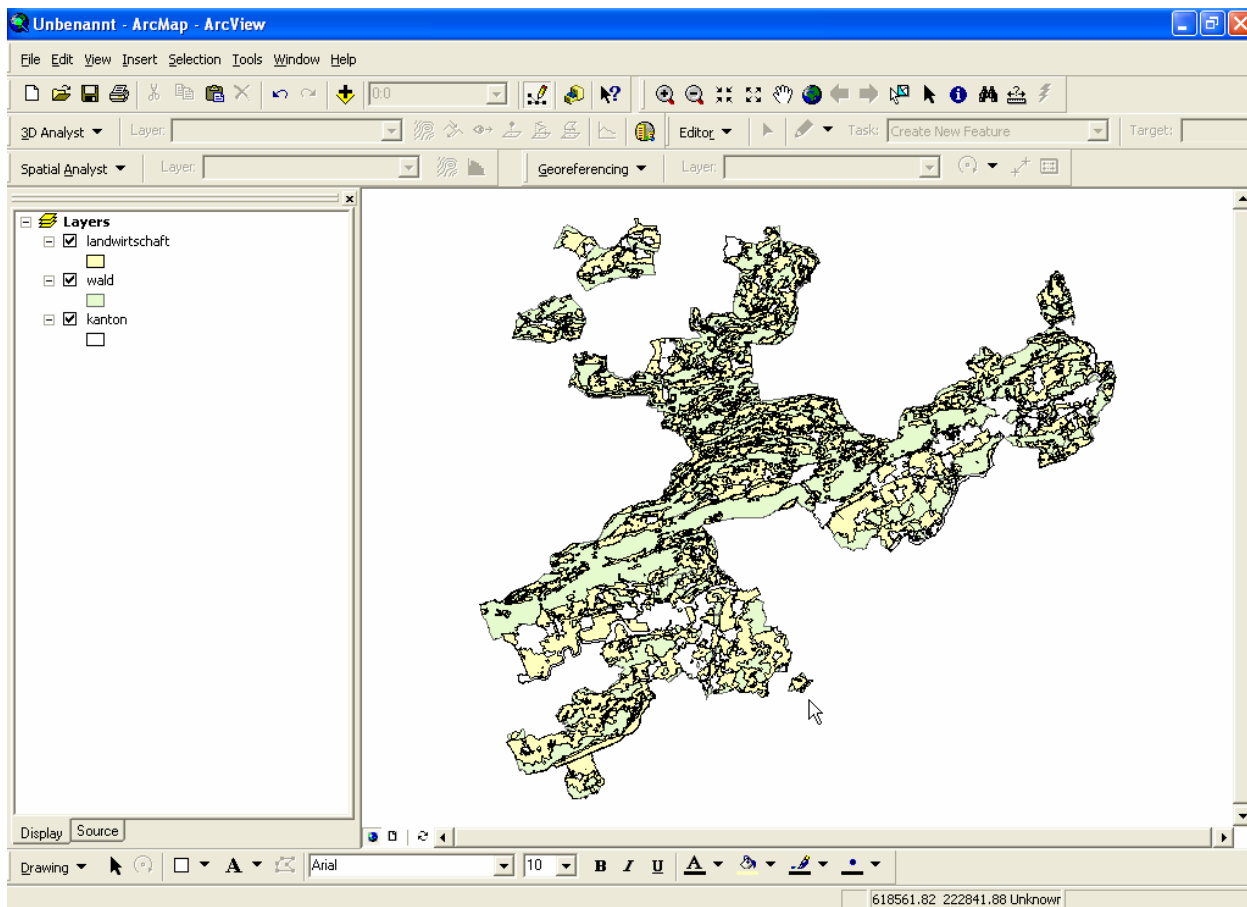 Unbenannt - ArcMap - ArcView
File Edit View Insert Selection Tools Window Help
0:0
3D Analyst Layer: Editor Task: Create New Feature Target:
Spatial Analyst Layer: Georeferencing Layer:
Layers
landwirtschaft
wald
kanton
Display Source
Drawing A Arial 10 B I U A
618561.82 222841.88 Unknowr